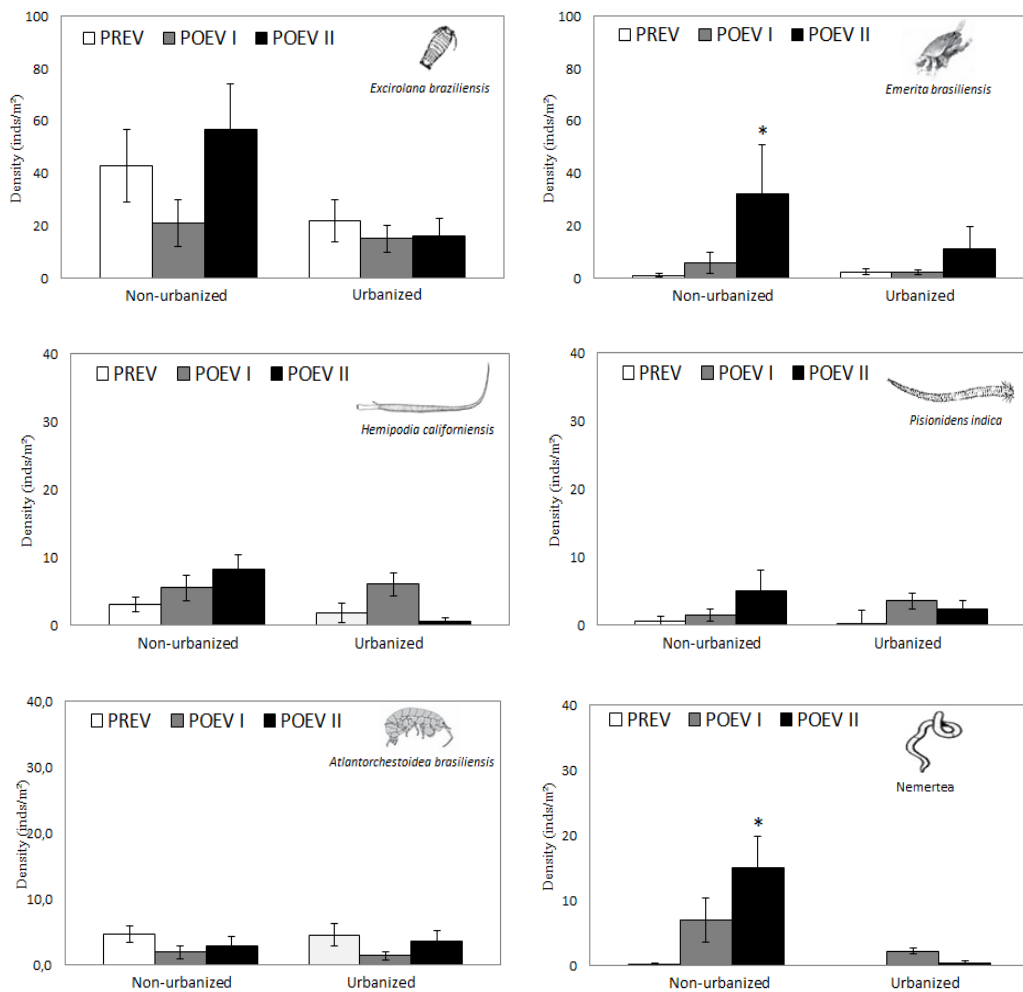 100
80
60
40
20
0
Density (inds/m²)
PREV POEV I POEV II
Excirolana braziliensis
Non-urbanized Urbanized
100
80
60
40
20
0
Density (inds/m²)
PREV POEV I POEV II
Emerita brasiliensis
*
Non-urbanized Urbanized
40
30
20
10
0
Density (inds/m²)
PREV POEV I POEV II
Hemipodia californiensis
Non-urbanized Urbanized
40
30
20
10
0
Density (inds/m²)
PREV POEV I POEV II
Pisionidens indica
Non-urbanized Urbanized
40,0
30,0
20,0
10,0
0,0
Density (inds/m²)
PREV POEV I POEV II
Atlantorchestoidea brasiliensis
Non-urbanized Urbanized
40
30
20
10
0
Density (inds/m²)
PREV POEV I POEV II
Nemertea
*
Non-urbanized Urbanized